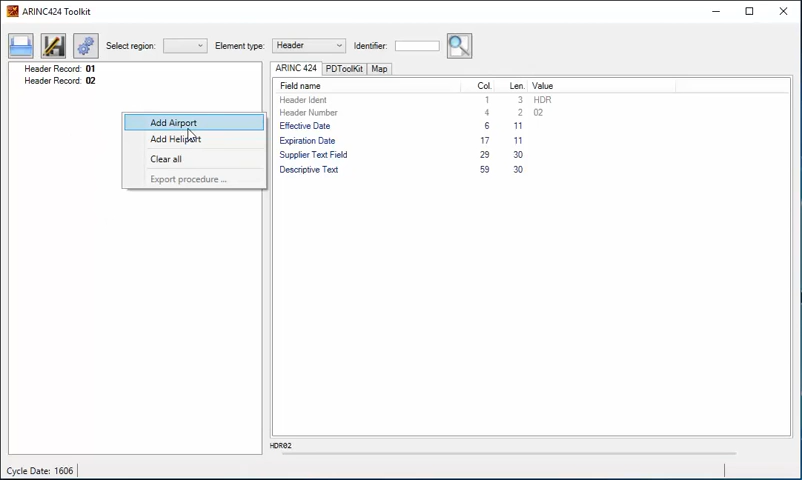 ARINC424 Toolkit
Select region: Element type: Header Identifier:
Header Record: 01
Header Record: 02
Add Airport
Add Heliport
Clear all
Export procedure ...
ARINC 424 PDToolKit Map
Field name Col. Len. Value
Header Ident 1 3 HDR
Header Number 4 2 02
Effective Date 6 11
Expiration Date 17 11
Supplier Text Field 29 30
Descriptive Text 59 30
HDR02
Cycle Date: 1606